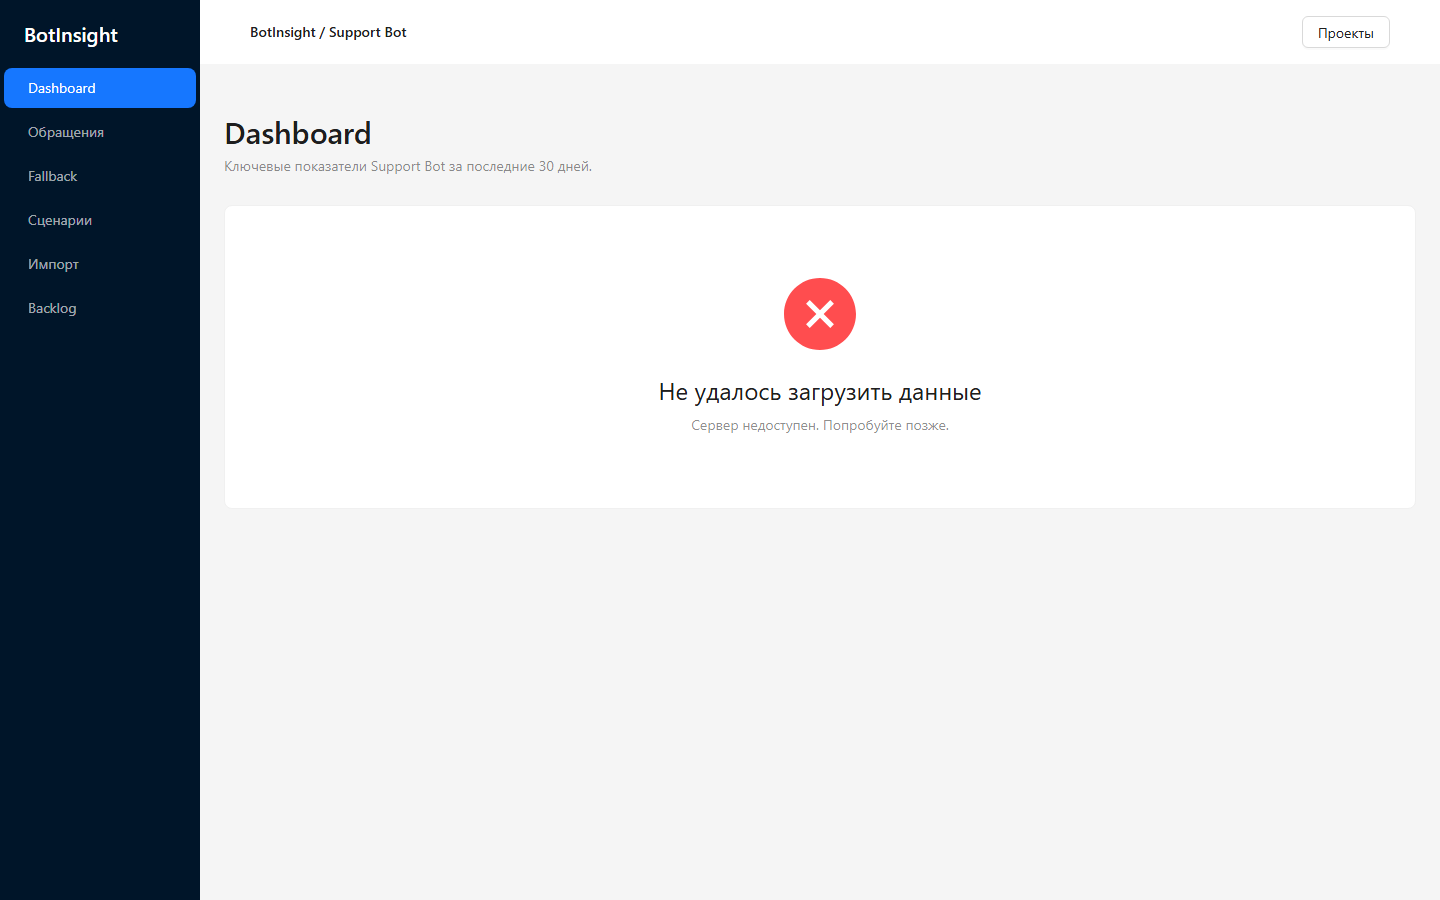 BotInsight
Dashboard
Обращения
Fallback
Сценарии
Импорт
Backlog
BotInsight / Support Bot
Проекты
Dashboard
Ключевые показатели Support Bot за последние 30 дней.
Не удалось загрузить данные
Сервер недоступен. Попробуйте позже.